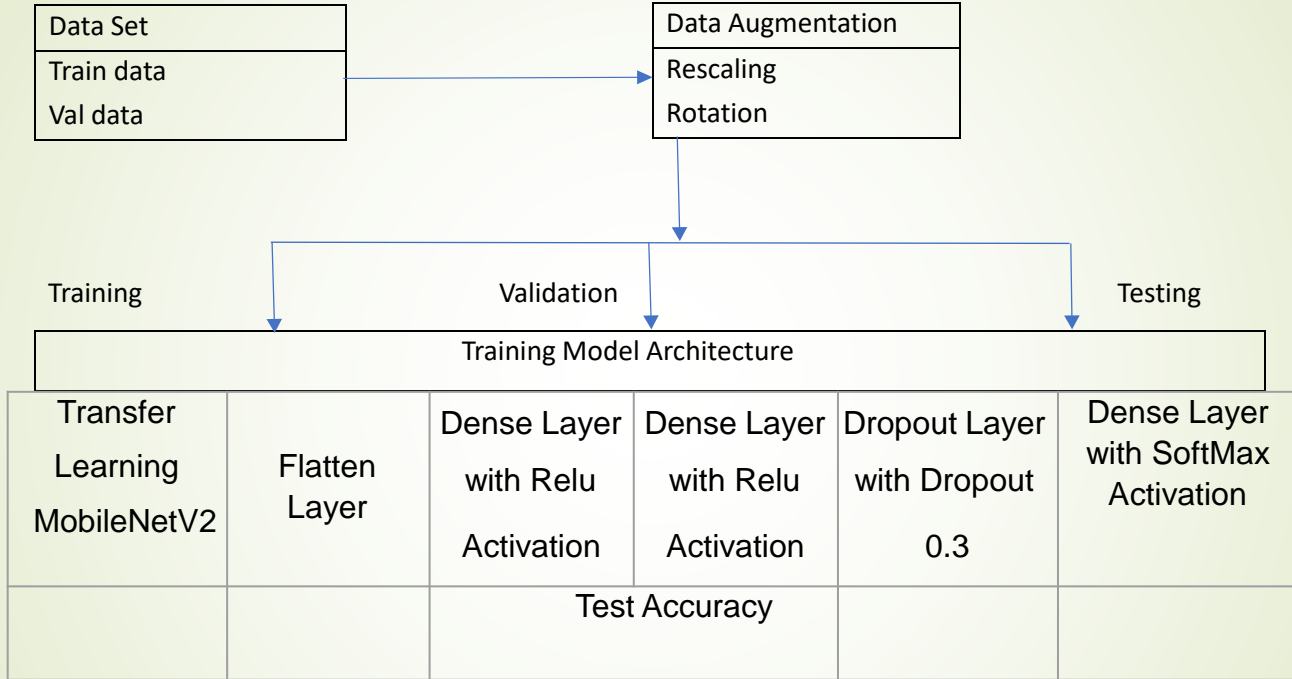 Data Set
Train data
Val data
Data Augmentation
Rescaling
Rotation
Training
Validation
Testing
Training Model Architecture
Transfer
Learning
MobileNetV2
Flatten
Layer
Dense Layer
with Relu
Activation
Dense Layer
with Relu
Activation
Dropout Layer
with Dropout
0.3
Dense Layer
with SoftMax
Activation
Test Accuracy